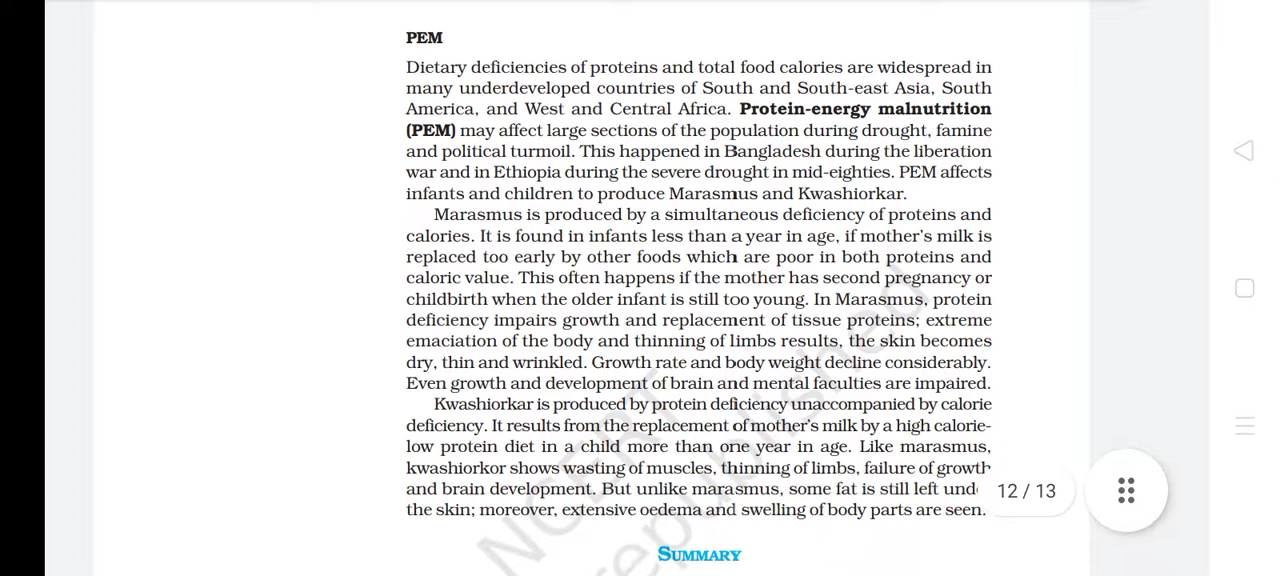 PEM
Dietary deficiencies of proteins and total food calories are widespread in
many underdeveloped countries of South and South-east Asia, South
America, and West and Central Africa. Protein-energy malnutrition
(PEM) may affect large sections of the population during drought, famine
and political turmoil. This happened in Bangladesh during the liberation
war and in Ethiopia during the severe drought in mid-eighties. PEM affects
infants and children to produce Marasmus and Kwashiorkar.
Marasmus is produced by a simultaneous deficiency of proteins and
calories. It is found in infants less than a year in age, if mother's milk is
replaced too early by other foods which are poor in both proteins and
caloric value. This often happens if the mother has second pregnancy or
childbirth when the older infant is still too young. In Marasmus, protein
deficiency impairs growth and replacement of tissue proteins; extreme
emaciation of the body and thinning of limbs results, the skin becomes
dry, thin and wrinkled. Growth rate and body weight decline considerably.
Even growth and development of brain and mental faculties are impaired.
Kwashiorkar is produced by protein deficiency unaccompanied by calorie
deficiency. It results from the replacement of mother's milk by a high calorie-
low protein diet in a child more than one year in age. Like marasmus,
kwashiorkor shows wasting of muscles, thinning of limbs, failure of growth
and brain development. But unlike marasmus, some fat is still left und
the skin; moreover, extensive oedema and swelling of body parts are seen.
12 / 13
SUMMARY
NCERT
republished